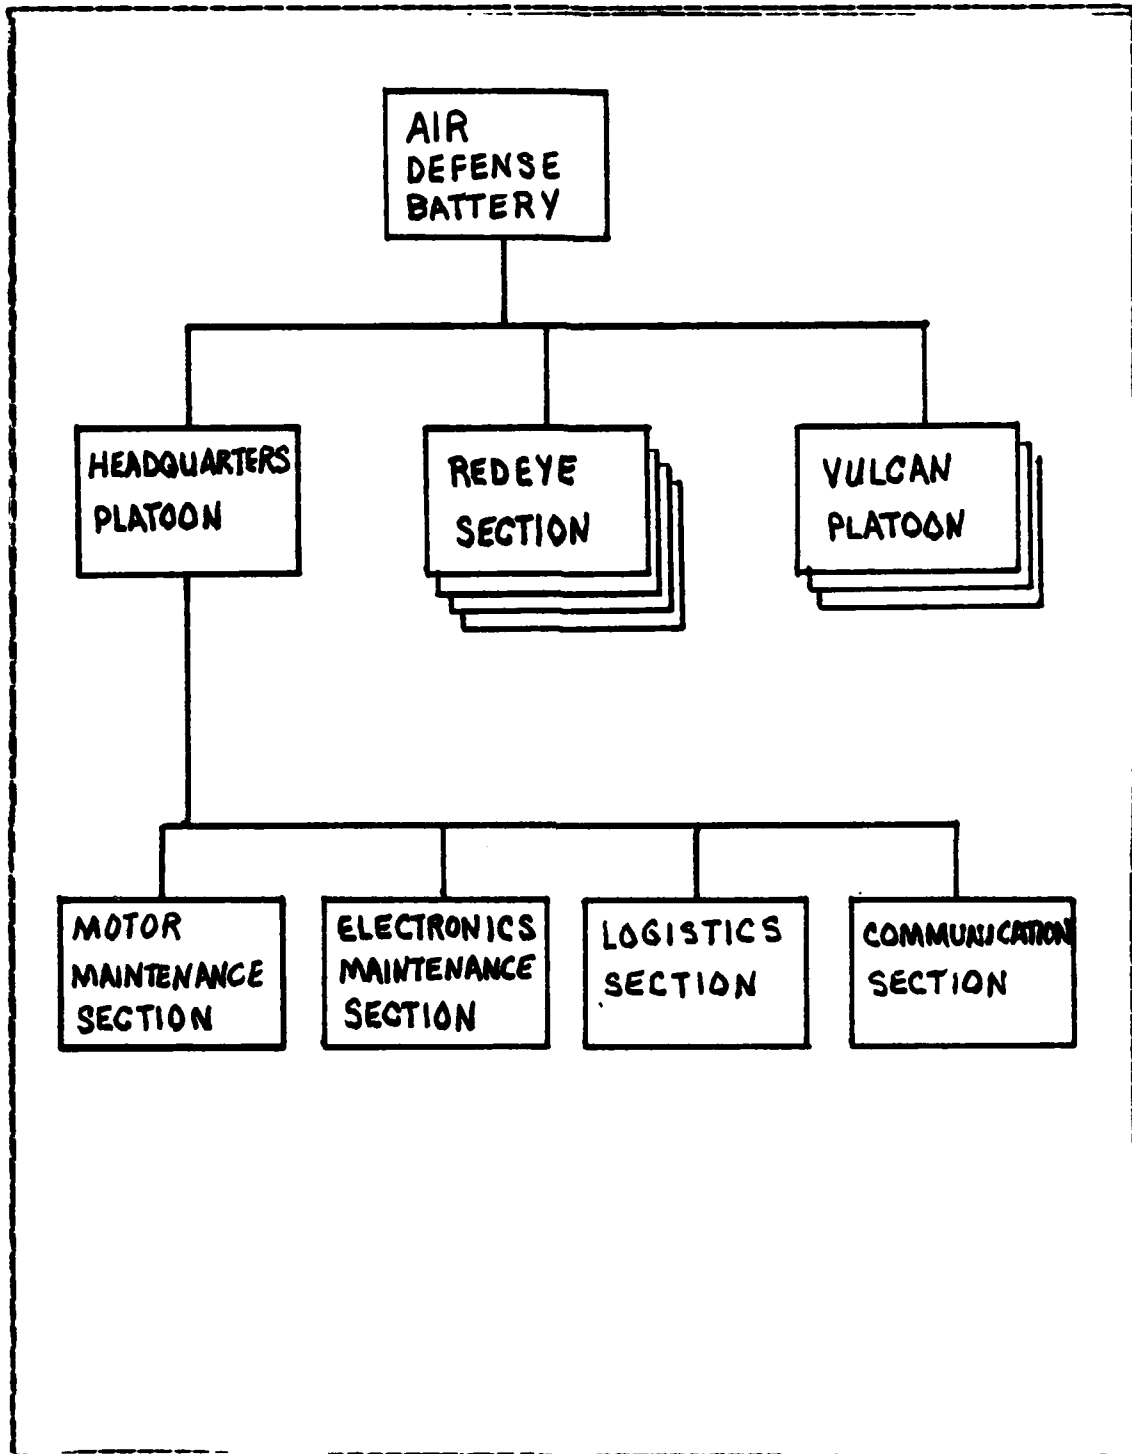 AIR
DEFENSE
BATTERY
HEADQUARTERS
PLATOON
REDEYE
SECTION
VULCAN
PLATOON
MOTOR
MAINTENANCE
SECTION
ELECTRONICS
MAINTENANCE
SECTION
LOGISTICS
SECTION
COMMUNICATION
SECTION